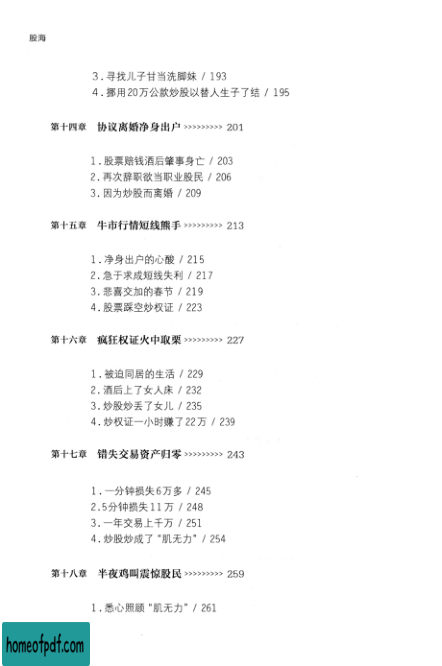 股海
3.寻找儿子甘当洗脚妹 / 193
4.挪用20万公款炒股以替人生子了结 / 195
第十四章 协议离婚净身出户 >>>>>>>>> 201
1.股票赔钱酒后肇事身亡 / 203
2.再次辞职欲当职业股民 / 206
3.因为炒股而离婚 / 209
第十五章 牛市行情短线熊手 >>>>>>>>> 213
1.净身出户的心酸 / 215
2.急于求成短线失利 / 217
3.悲喜交加的春节 / 219
4.股票踩空炒权证 / 223
第十六章 疯狂权证火中取栗 >>>>>>>>> 227
1.被迫同居的生活 / 229
2.酒后上了女人床 / 232
3.炒股炒丢了女儿 / 235
4.炒权证一小时赚了22万 / 239
第十七章 错失交易资产归零 >>>>>>>>> 243
1.一分钟损失6万多 / 245
2.5分钟损失11万 / 248
3.一年交易上千万 / 251
4.炒股炒成了“肌无力” / 254
第十八章 半夜鸡叫震惊股民 >>>>>>>>> 259
1.悉心照顾“肌无力” / 261
homeofpdf.com